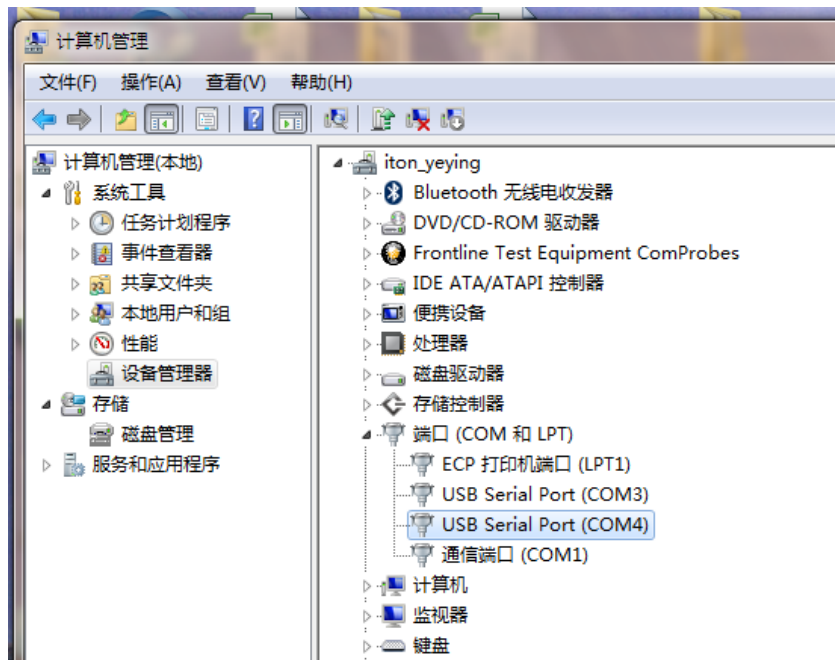 计算机管理
文件(F) 操作(A) 查看(V) 帮助(H)
计算机管理(本地)
系统工具
任务计划程序
事件查看器
共享文件夹
本地用户和组
性能
设备管理器
存储
磁盘管理
服务和应用程序
iton_yeying
Bluetooth 无线电收发器
DVD/CD-ROM 驱动器
Frontline Test Equipment ComProbes
IDE ATA/ATAPI 控制器
便携设备
处理器
磁盘驱动器
存储控制器
端口 (COM 和 LPT)
ECP 打印机端口 (LPT1)
USB Serial Port (COM3)
USB Serial Port (COM4)
通信端口 (COM1)
计算机
监视器
键盘